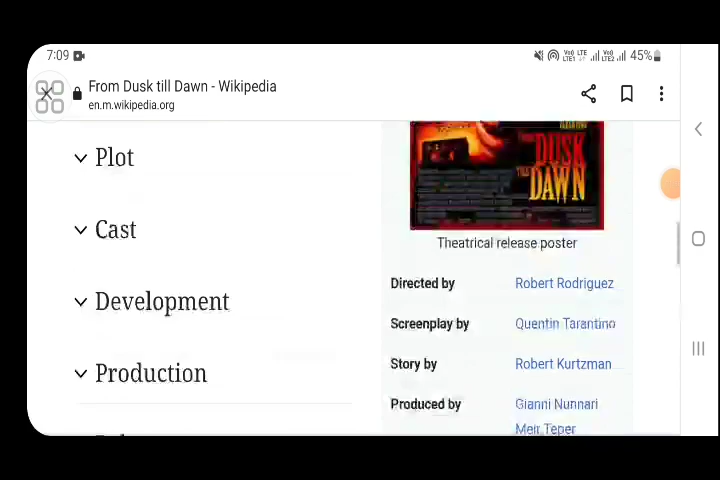 7:09
45%
From Dusk till Dawn - Wikipedia
en.m.wikipedia.org
Plot
Cast
Development
Production
DUSK
TILL
DAWN
Theatrical release poster
Directed by Robert Rodriguez
Screenplay by Quentin Tarantino
Story by Robert Kurtzman
Produced by Gianni Nunnari
Meir Teper